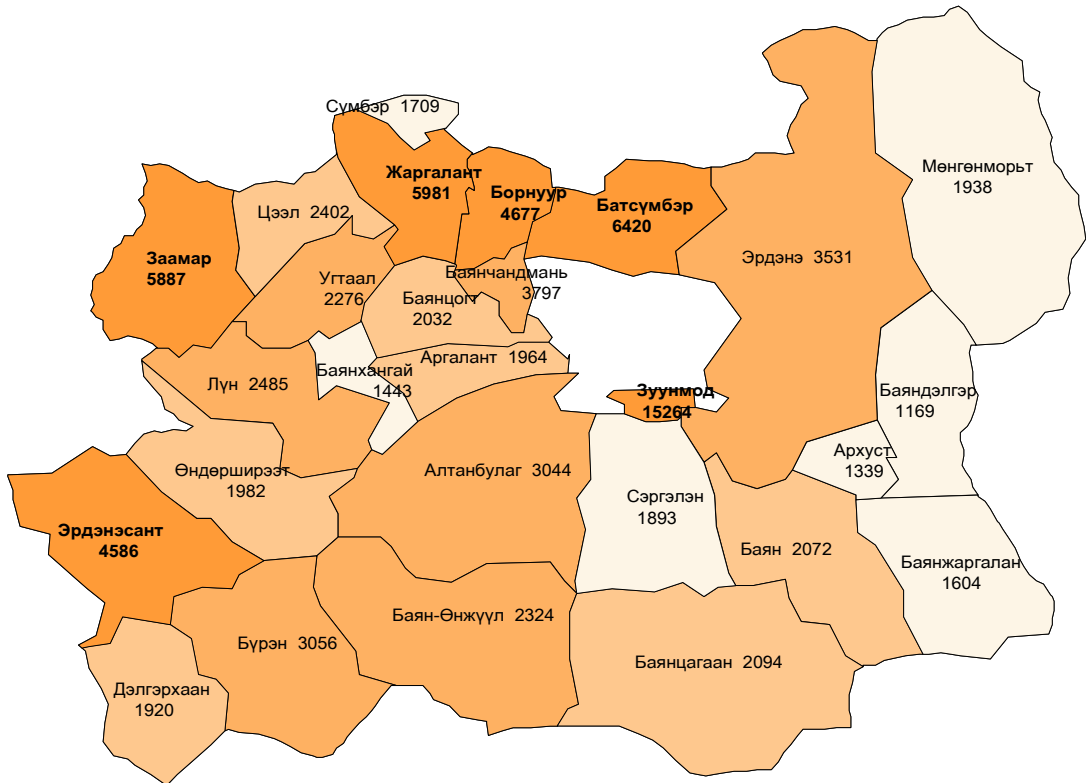 Сүмбэр 1709
Жаргалант
5981
Борнуур
4677
Батсүмбэр
6420
Мөнгөнморьт
1938
Цээл 2402
Заамар
5887
Угтаал
2276
Баянчандмань
3797
Эрдэнэ 3531
Баянцогт
2032
Аргалант 1964
Баянхангай
1443
Лүн 2485
Зуунмод
15264
Баяндэлгэр
1169
Архуст
1339
Өндөрширээт
1982
Алтанбулаг 3044
Сэргэлэн
1893
Эрдэнэсант
4586
Баян 2072
Баянжаргалан
1604
Баян-Өнжүүл 2324
Бүрэн 3056
Баянцагаан 2094
Дэлгэрхаан
1920